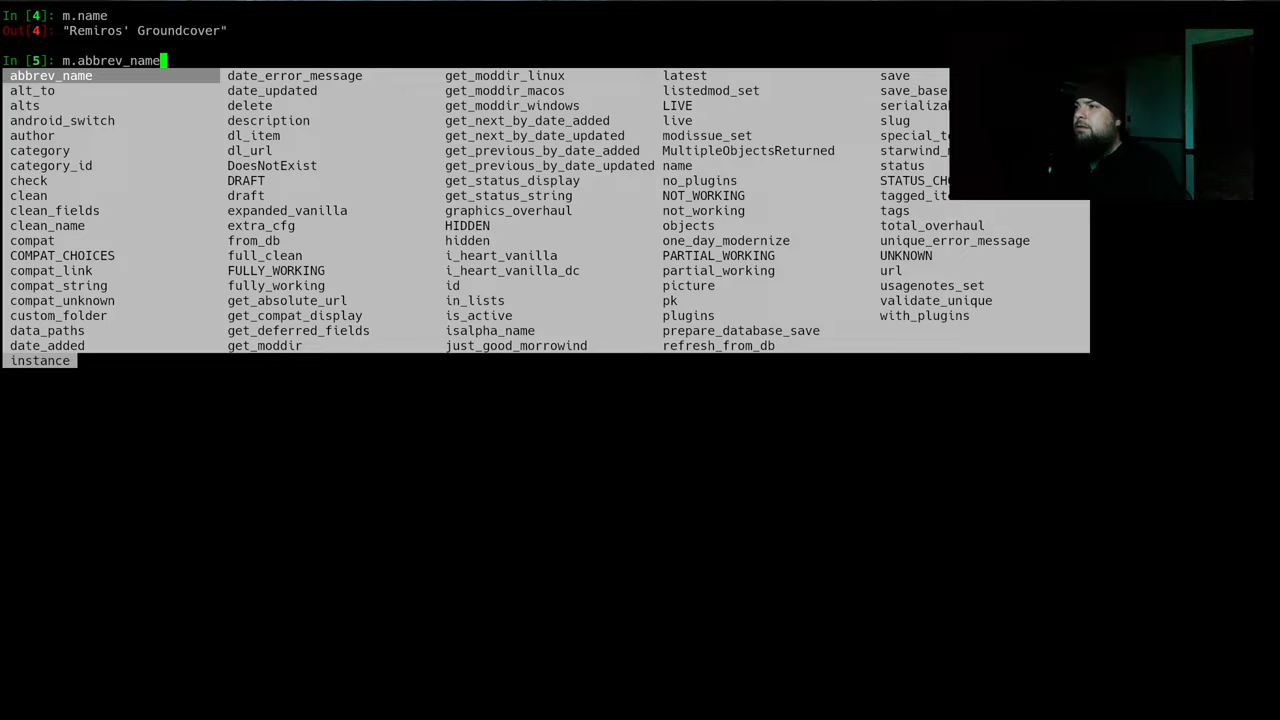 In [4]: m.name
Out[4]: "Remiros' Groundcover"
In [5]: m.abbrev_name
abbrev_name date_error_message get_moddir_linux latest save
alt_to date_updated get_moddir_macos listedmod_set save_base
alts delete get_moddir_windows LIVE
android_switch description get_next_by_date_added live slug
author dl_item get_next_by_date_updated modissue_set
category dl_url get_previous_by_date_added MultipleObjectsReturned
category_id DoesNotExist get_previous_by_date_updated name status
check DRAFT get_status_display no_plugins
clean draft get_status_string NOT_WORKING
clean_fields expanded_vanilla graphics_overhaul not_working tags
clean_name extra_cfg HIDDEN objects total_overhaul
compat from_db hidden one_day_modernize unique_error_message
COMPAT_CHOICES full_clean i_heart_vanilla PARTIAL_WORKING UNKNOWN
compat_link FULLY_WORKING i_heart_vanilla_dc partial_working url
compat_string fully_working id picture usagenotes_set
compat_unknown get_absolute_url in_lists pk validate_unique
custom_folder get_compat_display is_active plugins with_plugins
data_paths get_deferred_fields isalpha_name prepare_database_save
date_added get_moddir just_good_morrowind refresh_from_db
instance